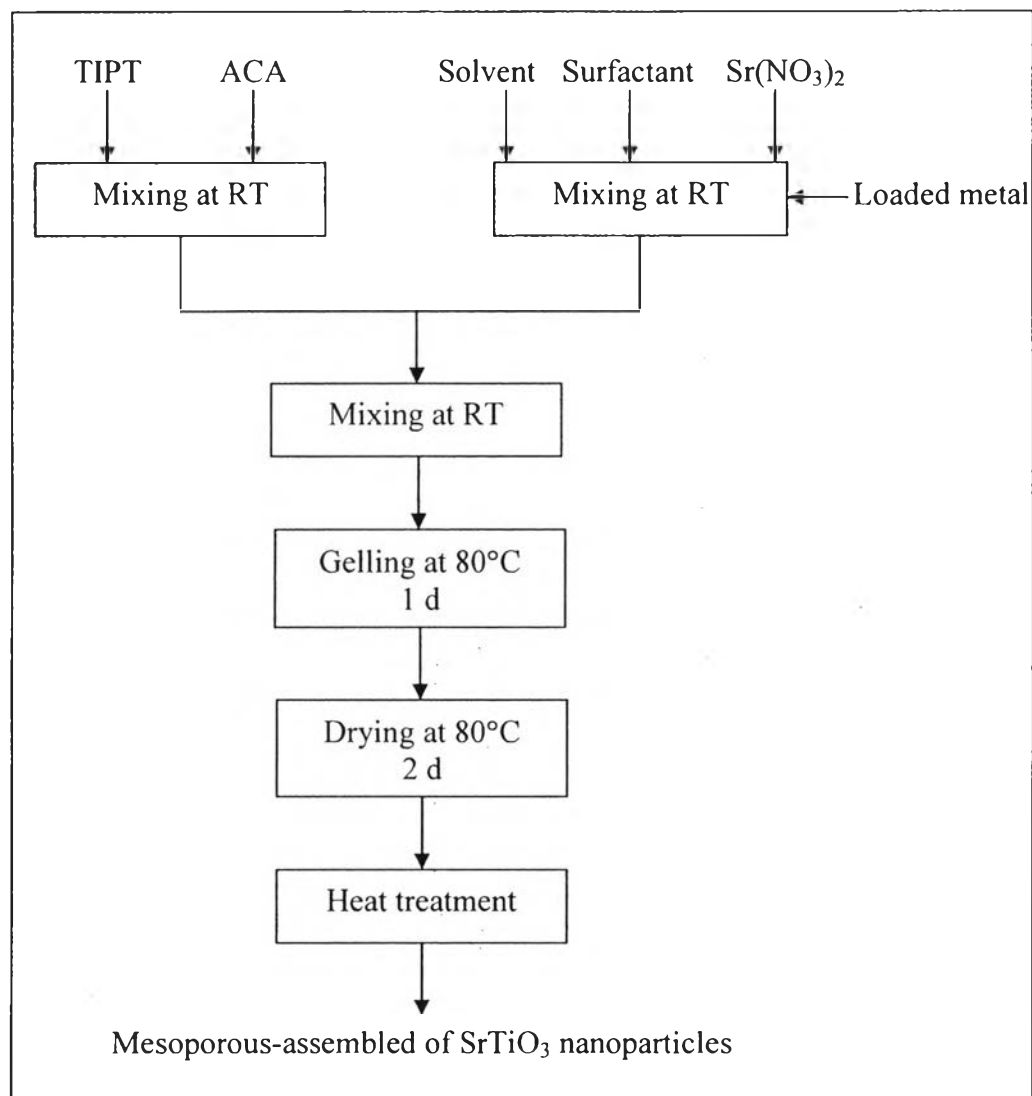 TIPT ACA Solvent Surfactant Sr(NO₃)₂
Mixing at RT Mixing at RT Loaded metal
Mixing at RT
Gelling at 80°C
1 d
Drying at 80°C
2 d
Heat treatment
Mesoporous-assembled of SrTiO₃ nanoparticles